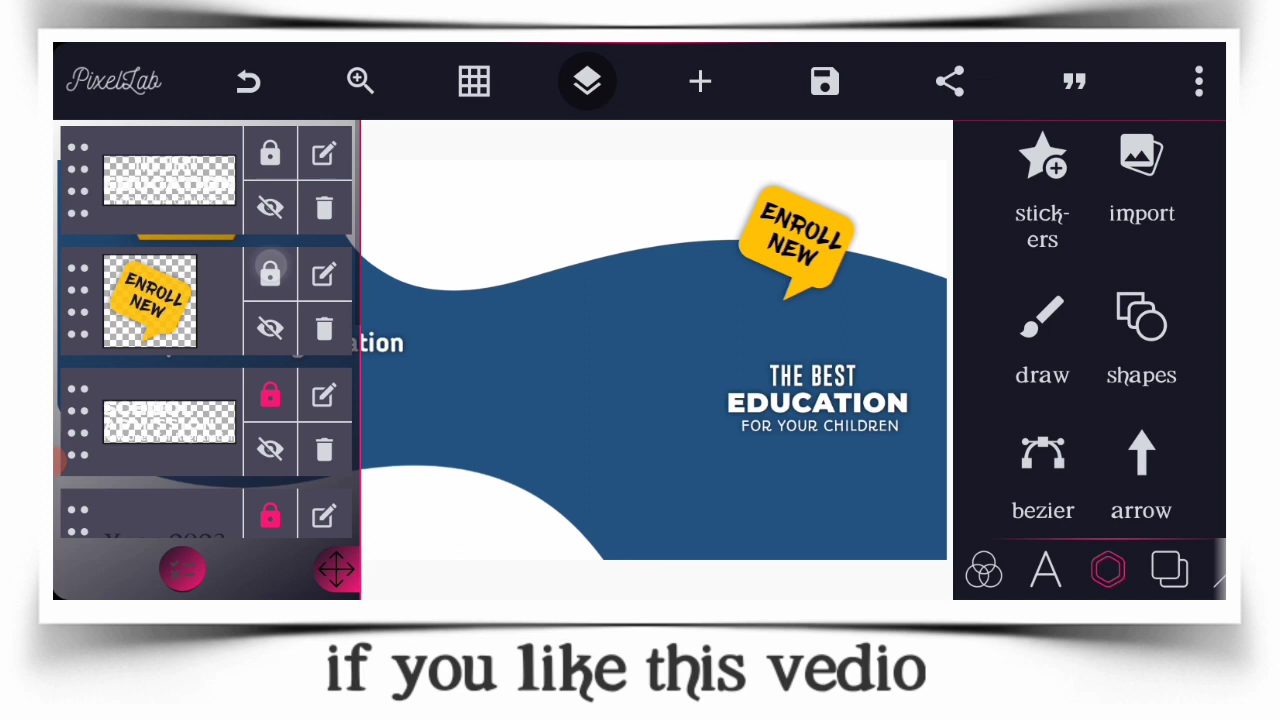 PixelLab
ENROLL
NEW
ation
THE BEST
EDUCATION
FOR YOUR CHILDREN
ENROLL
NEW
stick-
ers
import
draw
shapes
bezier
arrow
if you like this vedio